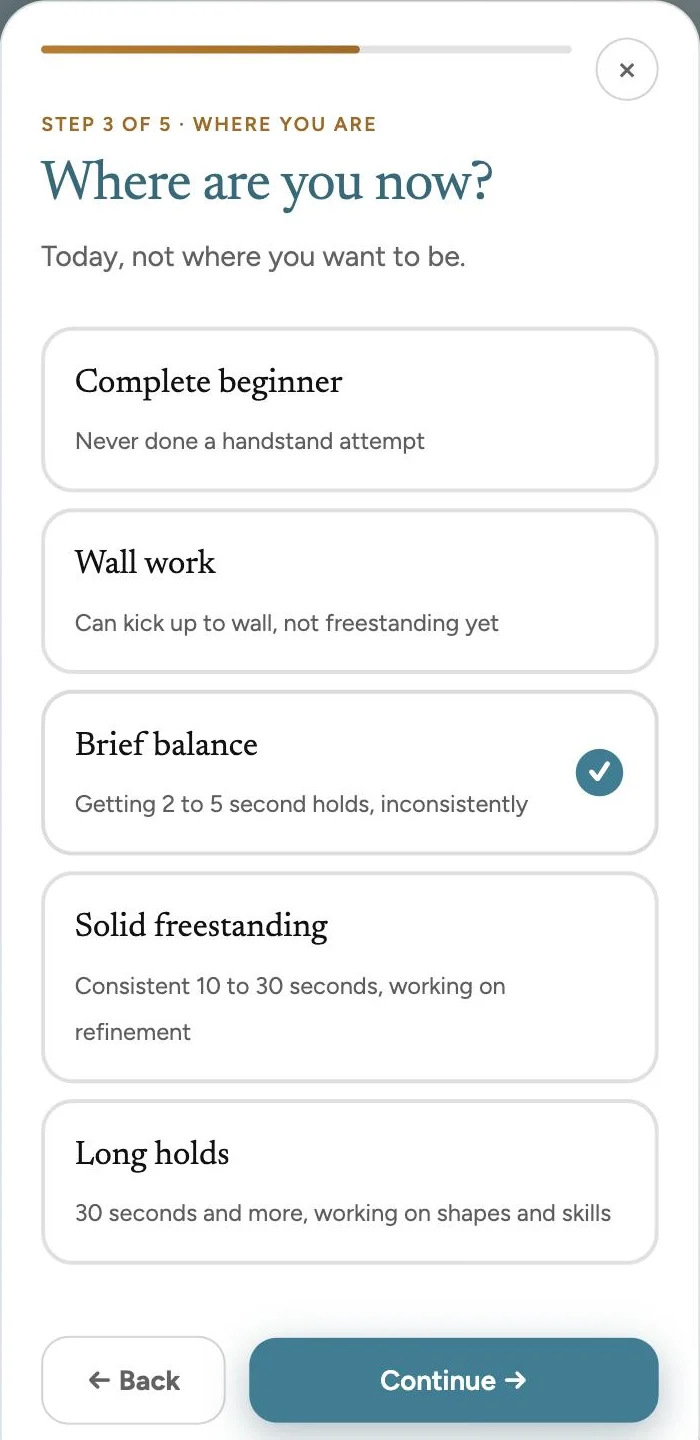 STEP 3 OF 5 · WHERE YOU ARE
Where are you now?
Today, not where you want to be.
Complete beginner
Never done a handstand attempt
Wall work
Can kick up to wall, not freestanding yet
Brief balance
Getting 2 to 5 second holds, inconsistently
Solid freestanding
Consistent 10 to 30 seconds, working on
refinement
Long holds
30 seconds and more, working on shapes and skills
← Back
Continue →